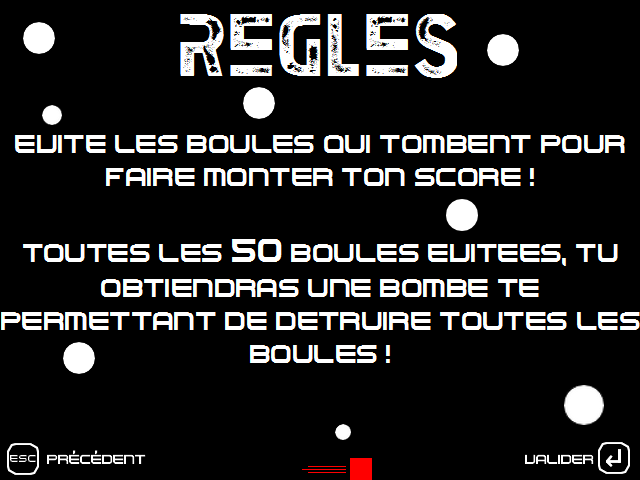 REGLES
EVITE LES BOULES QUI TOMBENT POUR
FAIRE MONTER TON SCORE !
TOUTES LES 50 BOULES EVITEES, TU
OBTIENDRAS UNE BOMBE TE
PERMETTANT DE DETRUIRE TOUTES LES
BOULES !
ESC PRÉCÉDENT
VALIDER